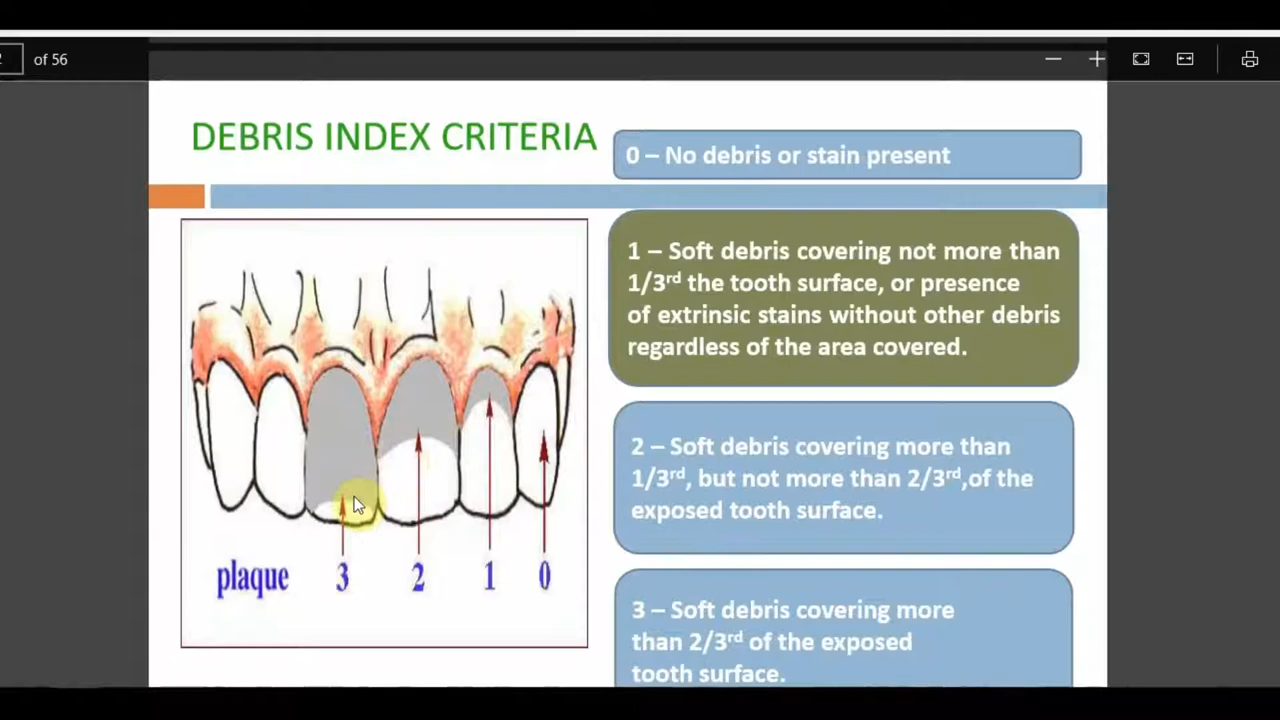 of 56
DEBRIS INDEX CRITERIA
0 – No debris or stain present
1 – Soft debris covering not more than
1/3rd the tooth surface, or presence
of extrinsic stains without other debris
regardless of the area covered.
2 – Soft debris covering more than
1/3rd, but not more than 2/3rd,of the
exposed tooth surface.
3 – Soft debris covering more
than 2/3rd of the exposed
tooth surface.
plaque 3 2 1 0